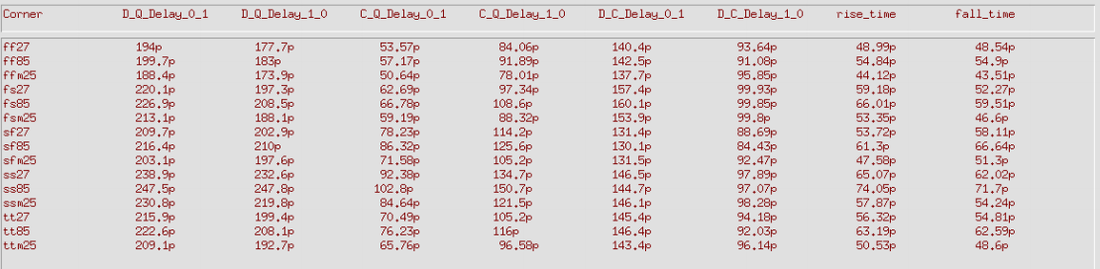 Corner D_Q_Delay_0_1 D_Q_Delay_1_0 C_Q_Delay_0_1 C_Q_Delay_1_0 D_C_Delay_0_1 D_C_Delay_1_0 rise_time fall_time
ff27 194p 177.7p 53.57p 84.06p 140.4p 93.64p 48.99p 48.54p
ff85 199.7p 183p 57.17p 91.89p 142.5p 91.08p 54.84p 54.9p
ffm25 188.4p 173.9p 50.64p 78.01p 137.7p 95.85p 44.12p 43.51p
fs27 220.1p 197.3p 62.69p 97.34p 157.4p 99.93p 59.18p 52.27p
fs85 226.9p 208.5p 66.78p 108.6p 160.1p 99.85p 66.01p 59.51p
fsm25 213.1p 188.1p 59.19p 88.32p 153.9p 99.8p 53.35p 46.6p
sf27 209.7p 202.9p 78.23p 114.2p 131.4p 88.69p 53.72p 58.11p
sf85 216.4p 210p 86.32p 125.6p 130.1p 84.43p 61.3p 66.64p
sfm25 203.1p 197.6p 71.58p 105.2p 131.5p 92.47p 47.58p 51.3p
ss27 238.9p 232.6p 92.38p 134.7p 146.5p 97.89p 65.07p 62.02p
ss85 247.5p 247.8p 102.8p 150.7p 144.7p 97.07p 74.05p 71.7p
ssm25 230.8p 219.8p 84.64p 121.5p 146.1p 98.28p 57.87p 54.24p
tt27 215.9p 199.4p 70.49p 105.2p 145.4p 94.18p 56.32p 54.81p
tt85 222.6p 208.1p 76.23p 116p 146.4p 92.03p 63.19p 62.59p
ttm25 209.1p 192.7p 65.76p 96.58p 143.4p 96.14p 50.53p 48.6p